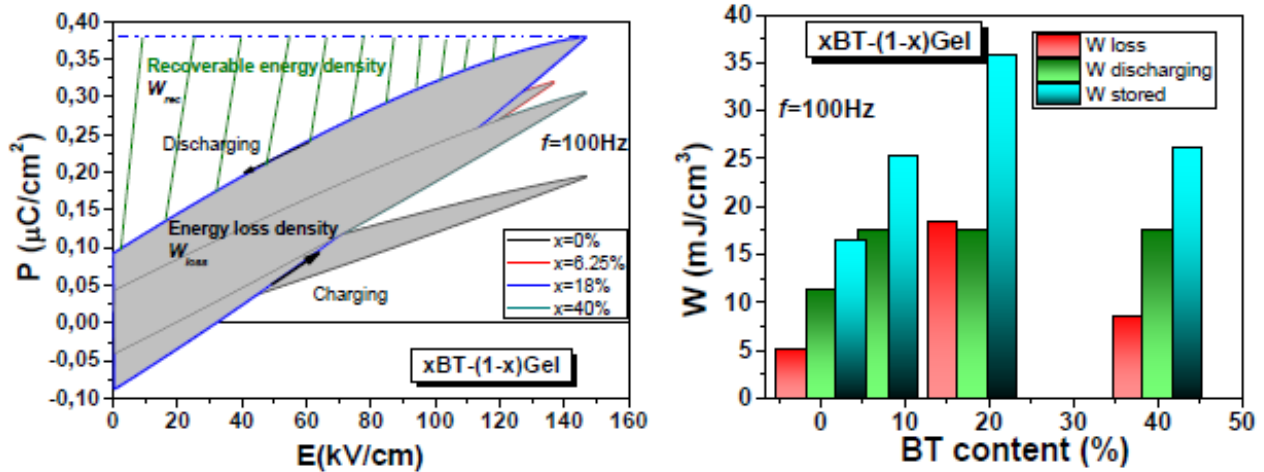 0,40
0,35
0,30
0,25
0,20
0,15
0,10
0,05
0,00
-0,05
-0,10
P (μC/cm²)
Recoverable energy density
W_rec
Discharging
f=100Hz
Energy loss density
W_loss
Charging
x=0%
x=6.25%
x=18%
x=40%
xBT-(1-x)Gel
0 20 40 60 80 100 120 140 160
E(kV/cm)
40
35
30
25
20
15
10
5
0
W (mJ/cm³)
xBT-(1-x)Gel
f=100Hz
W loss
W discharging
W stored
0 10 20 30 40 50
BT content (%)